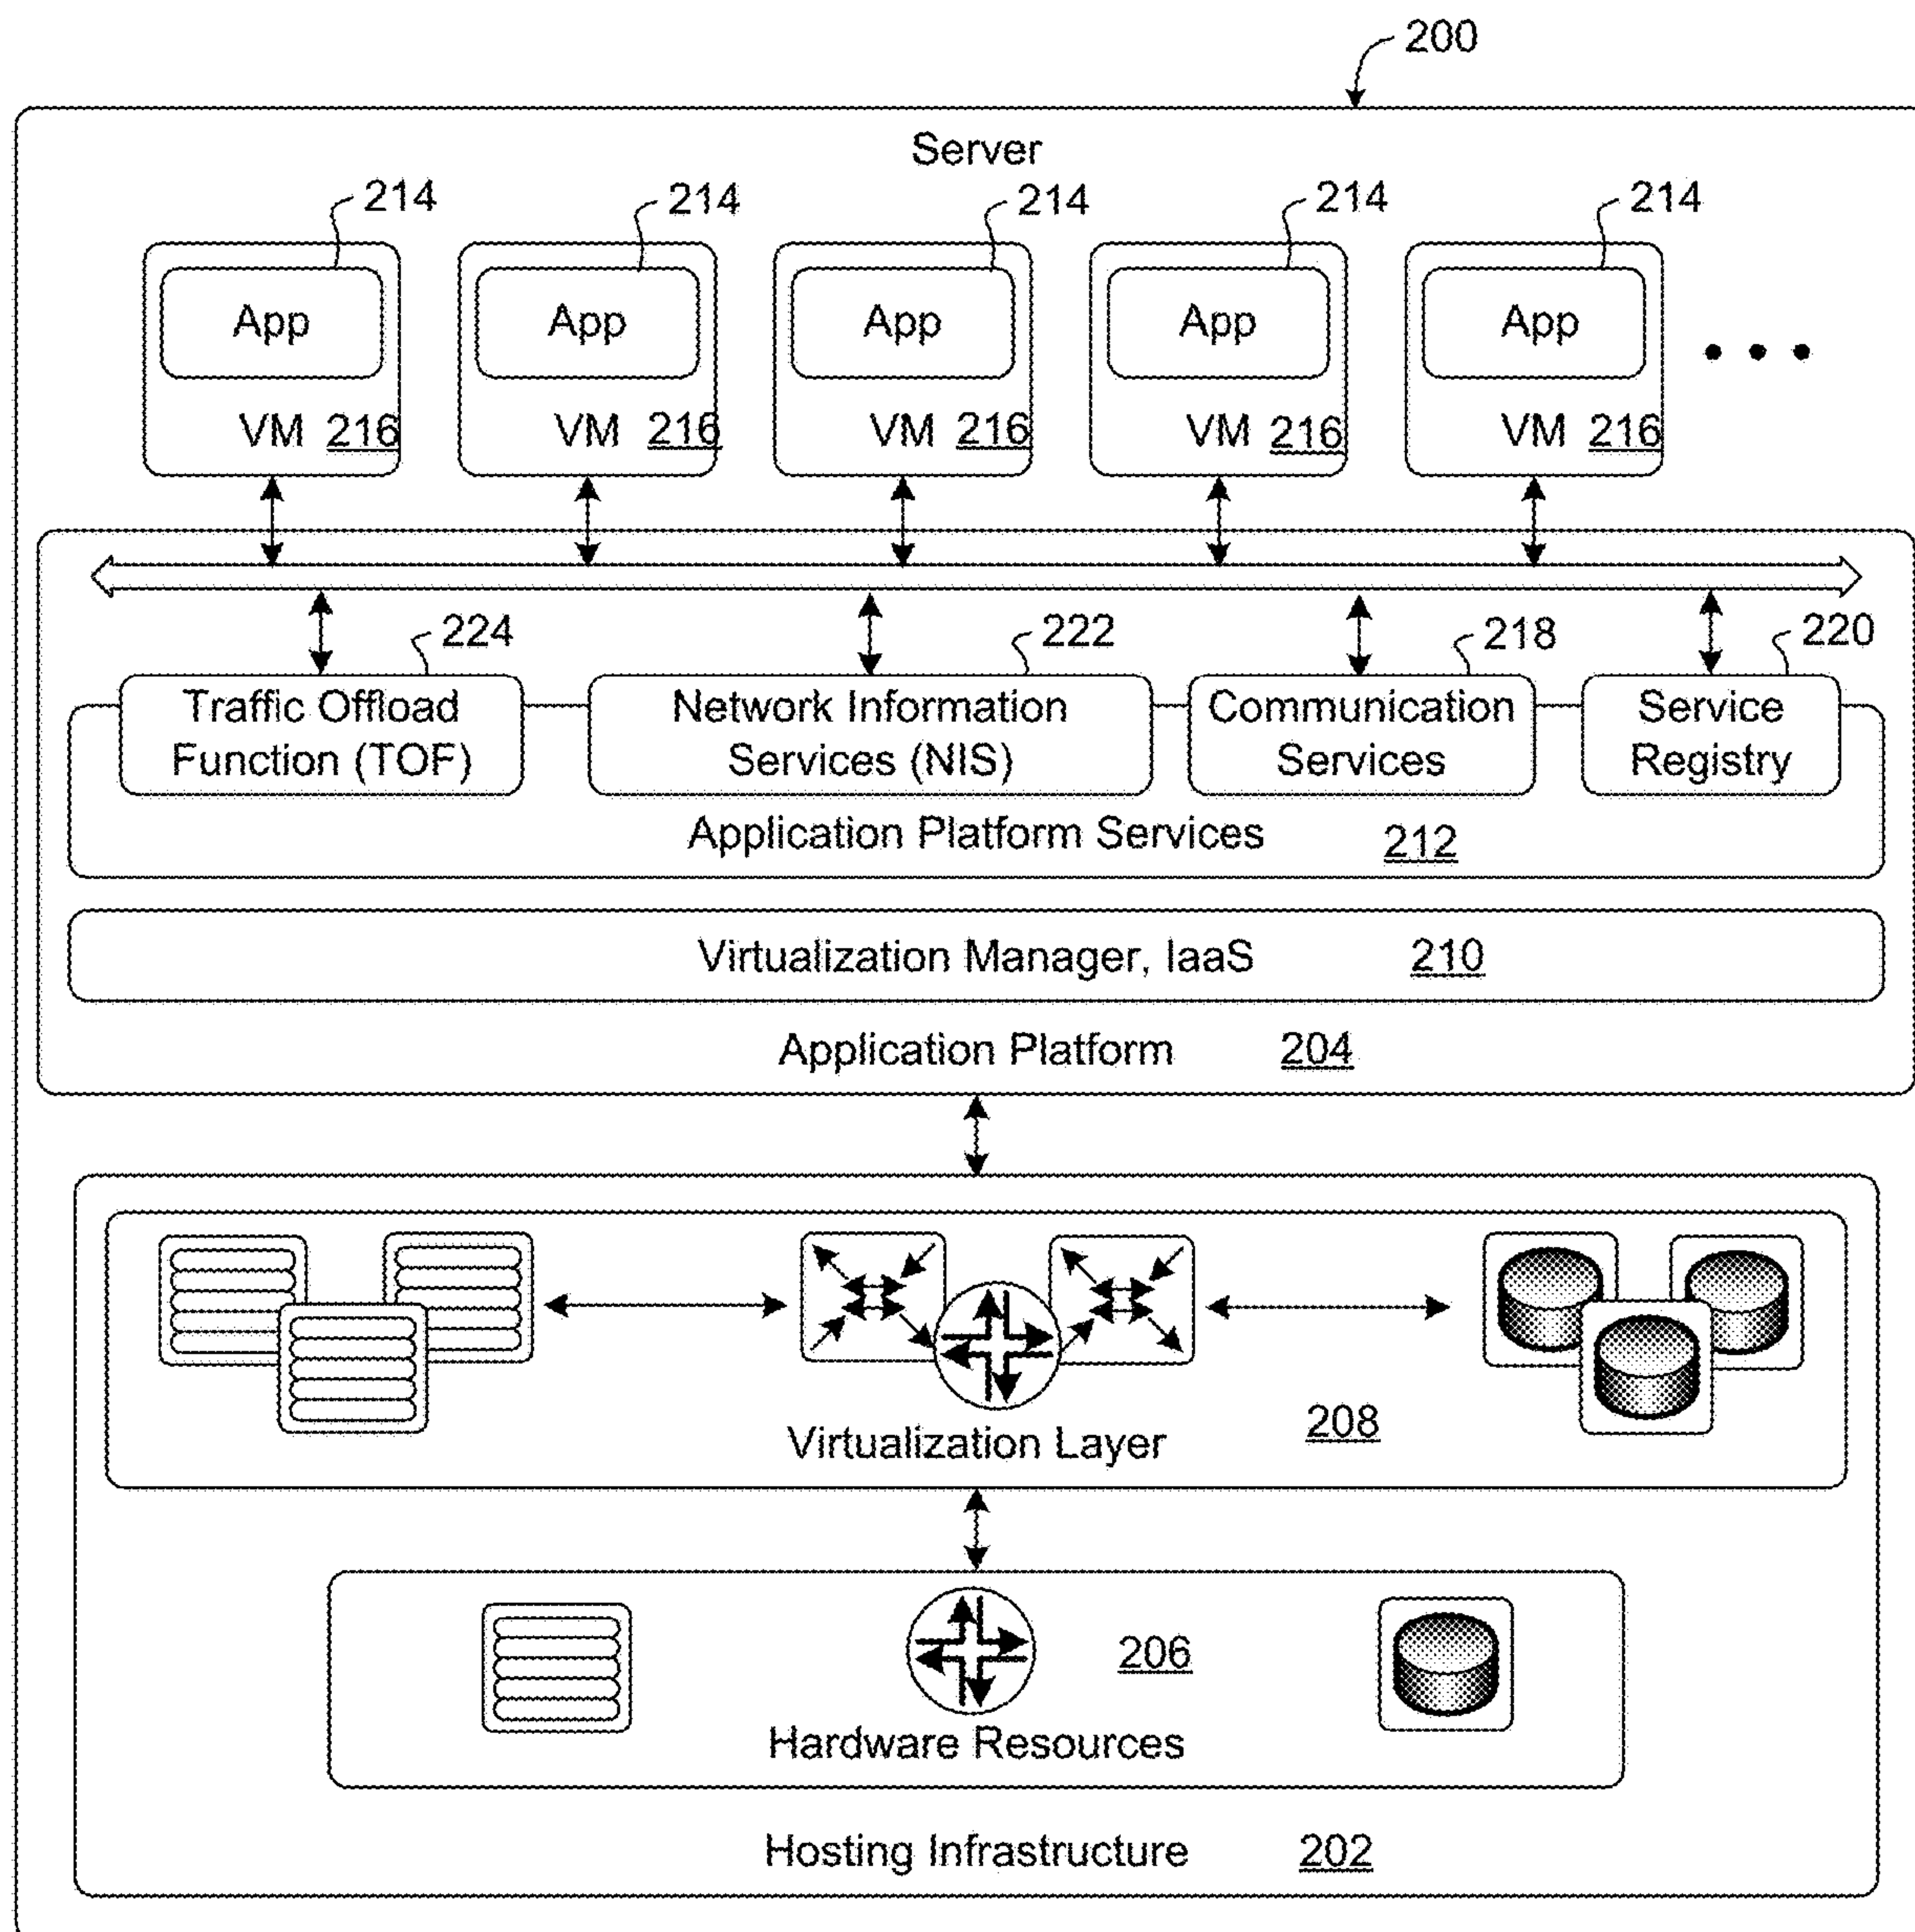 200
Server
214 214 214 214 214
App App App App App
VM 216 VM 216 VM 216 VM 216 VM 216
224 222 218 220
Traffic Offload Function (TOF)
Network Information Services (NIS)
Communication Services
Service Registry
Application Platform Services 212
Virtualization Manager, IaaS 210
Application Platform 204
Virtualization Layer 208
206
Hardware Resources
Hosting Infrastructure 202